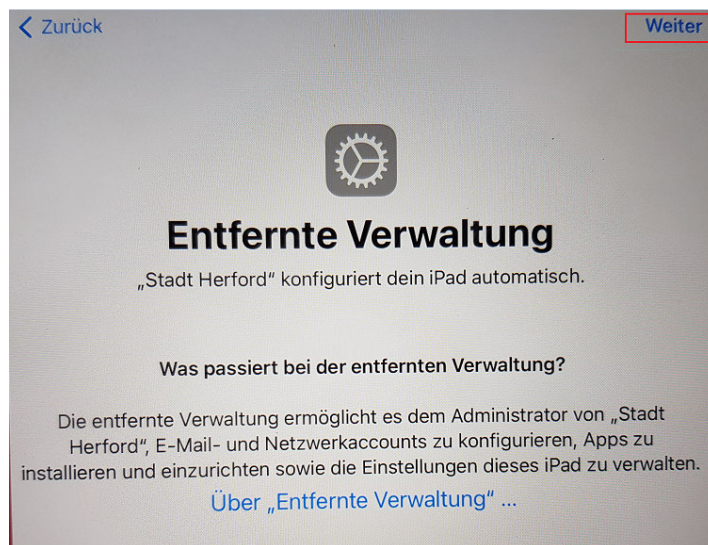 Zurück
Weiter
Entfernte Verwaltung
„Stadt Herford“ konfiguriert dein iPad automatisch.
Was passiert bei der entfernten Verwaltung?
Die entfernte Verwaltung ermöglicht es dem Administrator von „Stadt
Herford“, E-Mail- und Netzwerkaccounts zu konfigurieren, Apps zu
installieren und einzurichten sowie die Einstellungen dieses iPad zu verwalten.
Über „Entfernte Verwaltung“ ...